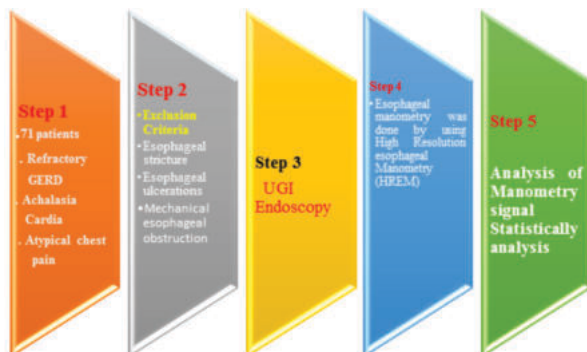 Step 1
.71 patients
. Refractory
GERD
. Achalasia
Cardia
. Atypical chest
pain
Step 2
•Exclusion
Criteria
•Esophageal
stricture
•Esophageal
ulcerations
•Mechanical
esophageal
obstruction
Step 3
UGI
Endoscopy
Step 4
•Esophageal
manometry was
done by using
High Resolution
esophageal
Manometry
(HREM)
Step 5
Analysis of
Manometry
signal
Statistically
analysis